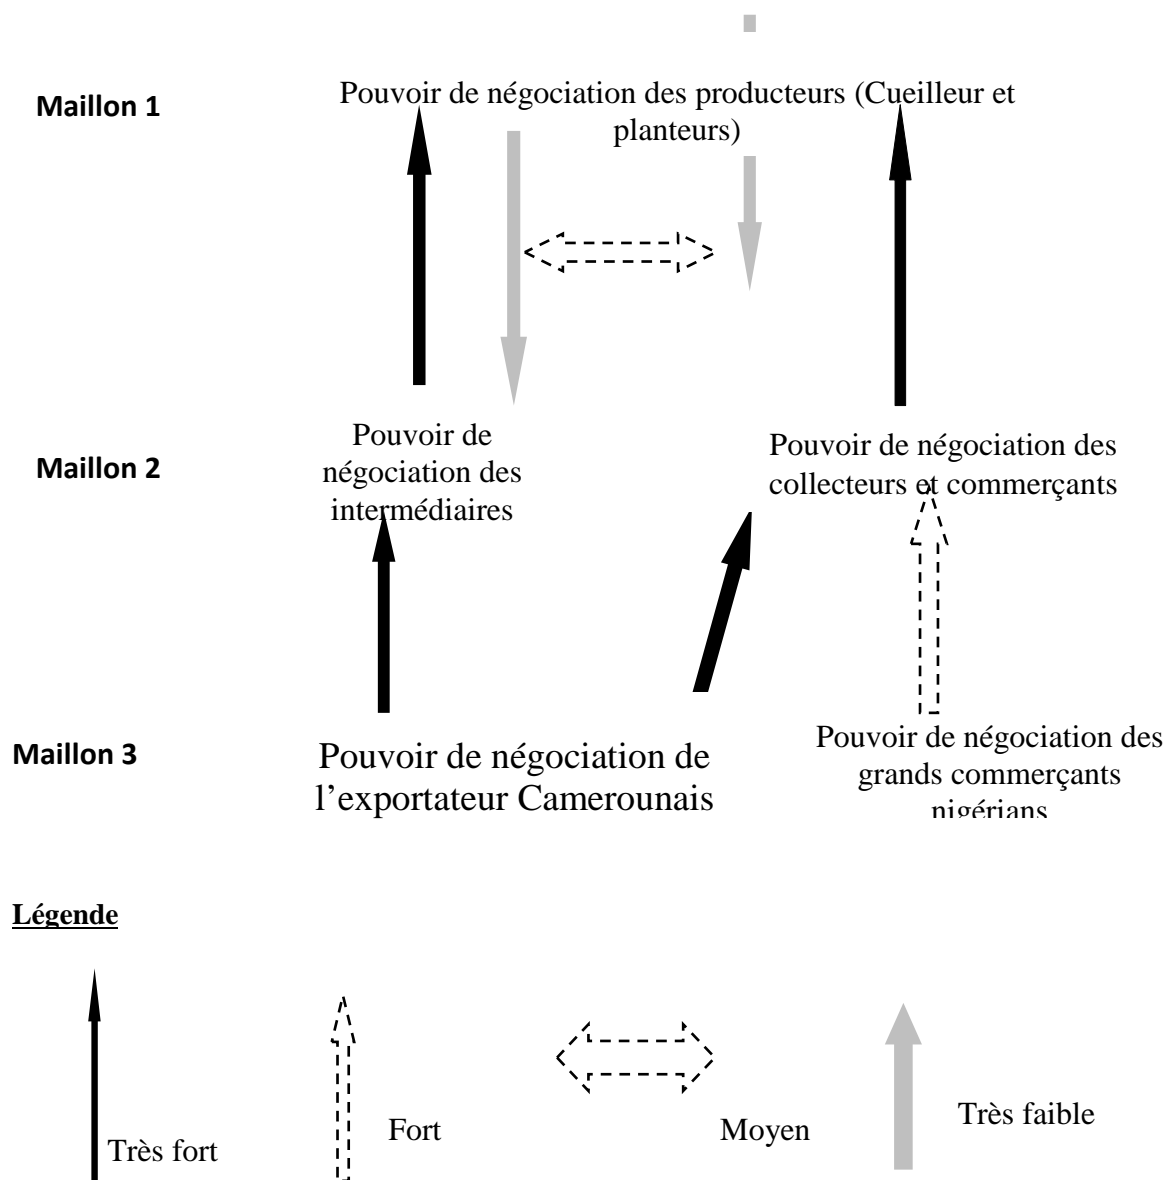 Maillon 1
Pouvoir de négociation des producteurs (Cueilleur et
planteurs)
Maillon 2
Pouvoir de
négociation des
intermédiaires
Pouvoir de négociation des
collecteurs et commerçants
Maillon 3
Pouvoir de négociation de
l’exportateur Camerounais
Pouvoir de négociation des
grands commerçants
nigérians
Légende
Très fort
Fort
Moyen
Très faible